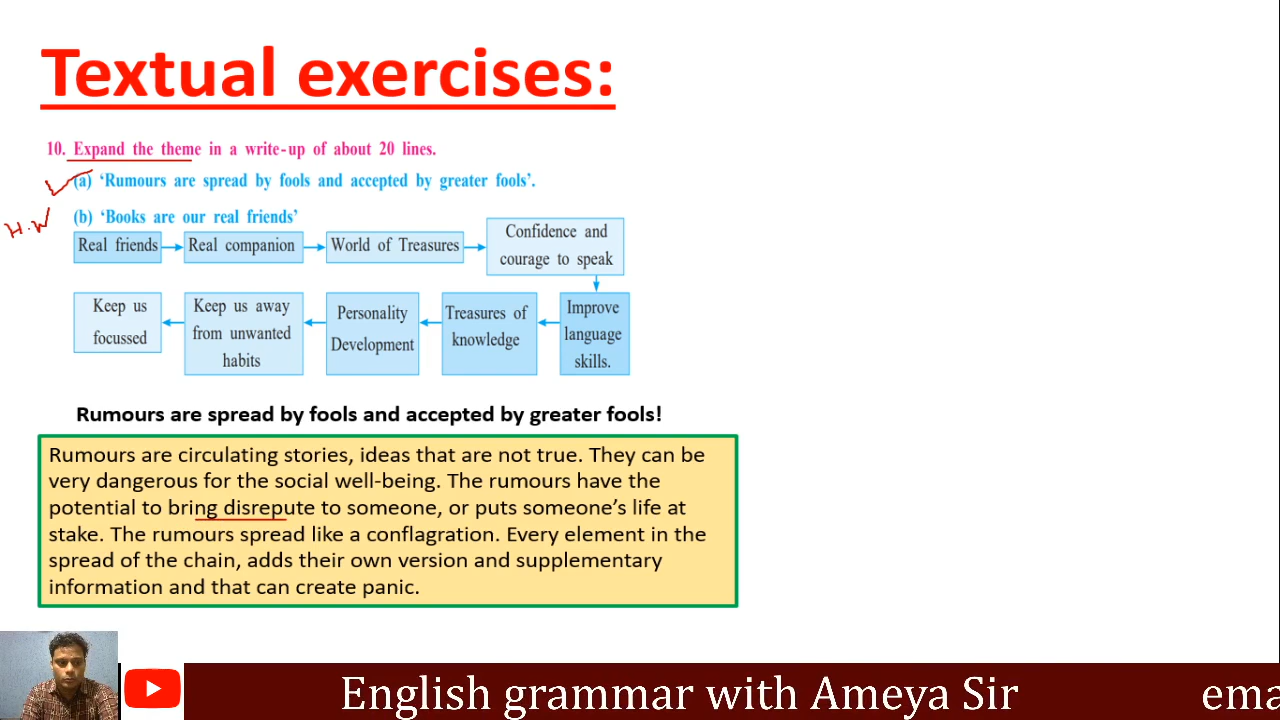 Textual exercises:
10. Expand the theme in a write-up of about 20 lines.
(a) ‘Rumours are spread by fools and accepted by greater fools’.
H.W
(b) ‘Books are our real friends’
Real friends
Real companion
World of Treasures
Confidence and
courage to speak
Improve
language
skills.
Treasures of
knowledge
Personality
Development
Keep us away
from unwanted
habits
Keep us
focussed
Rumours are spread by fools and accepted by greater fools!
Rumours are circulating stories, ideas that are not true. They can be
very dangerous for the social well-being. The rumours have the
potential to bring disrepute to someone, or puts someone’s life at
stake. The rumours spread like a conflagration. Every element in the
spread of the chain, adds their own version and supplementary
information and that can create panic.
English grammar with Ameya Sir
ema